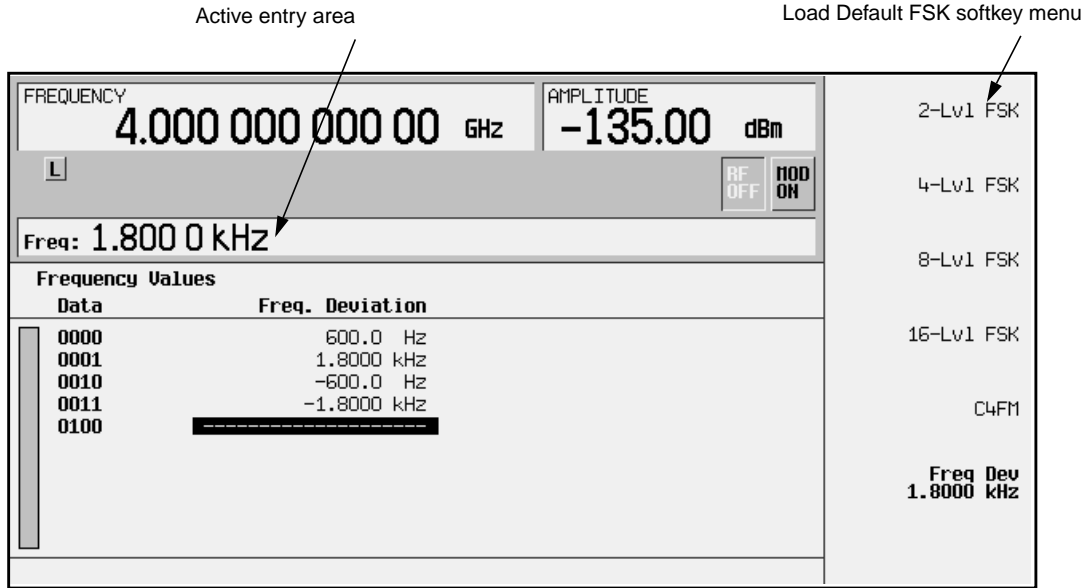 Active entry area
Load Default FSK softkey menu
FREQUENCY
4.000 000 000 00 GHz
AMPLITUDE
-135.00 dBm
L
RF OFF
MOD ON
Freq: 1.800 0 kHz
Frequency Values
Data Freq. Deviation
0000 600.0 Hz
0001 1.8000 kHz
0010 -600.0 Hz
0011 -1.8000 kHz
0100 --------------------
2-Lvl FSK
4-Lvl FSK
8-Lvl FSK
16-Lvl FSK
C4FM
Freq Dev
1.8000 kHz